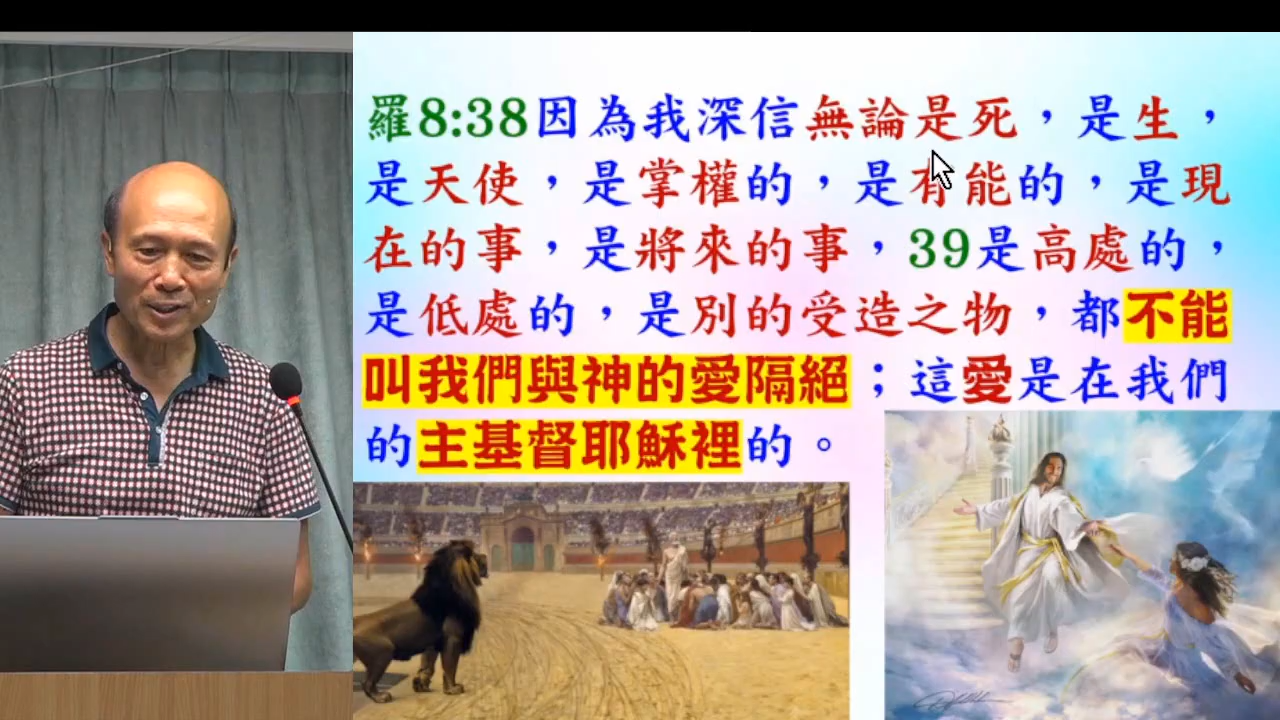 羅8:38因為我深信無論是死，是生，
是天使，是掌權的，是有能的，是現
在的事，是將來的事，39是高處的，
是低處的，是別的受造之物，都不能
叫我們與神的愛隔絕；這愛是在我們
的主基督耶穌裡的。